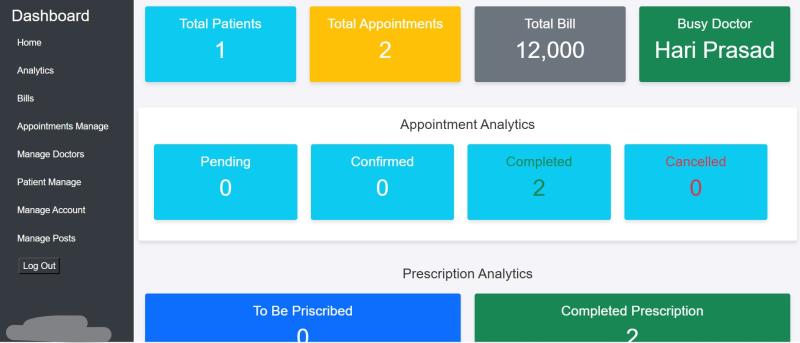 Dashboard
Home
Analytics
Bills
Appointments Manage
Manage Doctors
Patient Manage
Manage Account
Manage Posts
Log Out
Total Patients
1
Total Appointments
2
Total Bill
12,000
Busy Doctor
Hari Prasad
Appointment Analytics
Pending
0
Confirmed
0
Completed
2
Cancelled
0
Prescription Analytics
To Be Priscribed
0
Completed Prescription
2